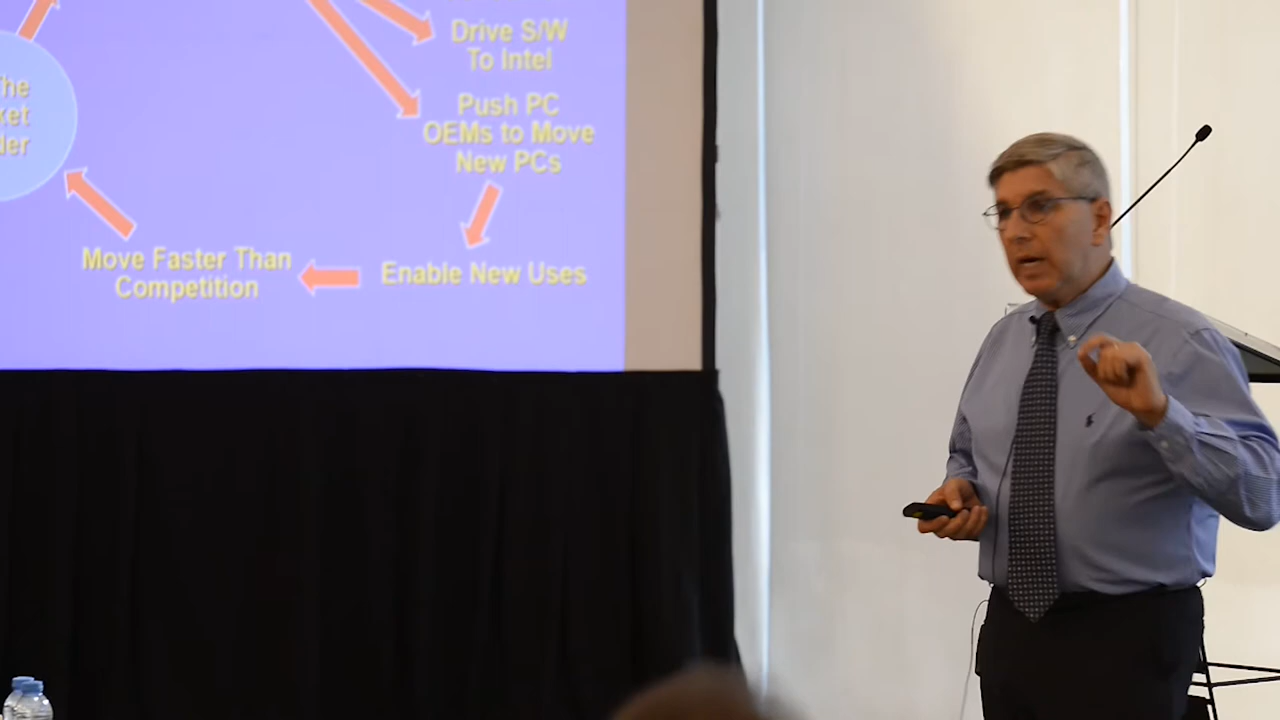 Drive S/W
To Intel
Push PC
OEMs to Move
New PCs
Enable New Uses
Move Faster Than
Competition